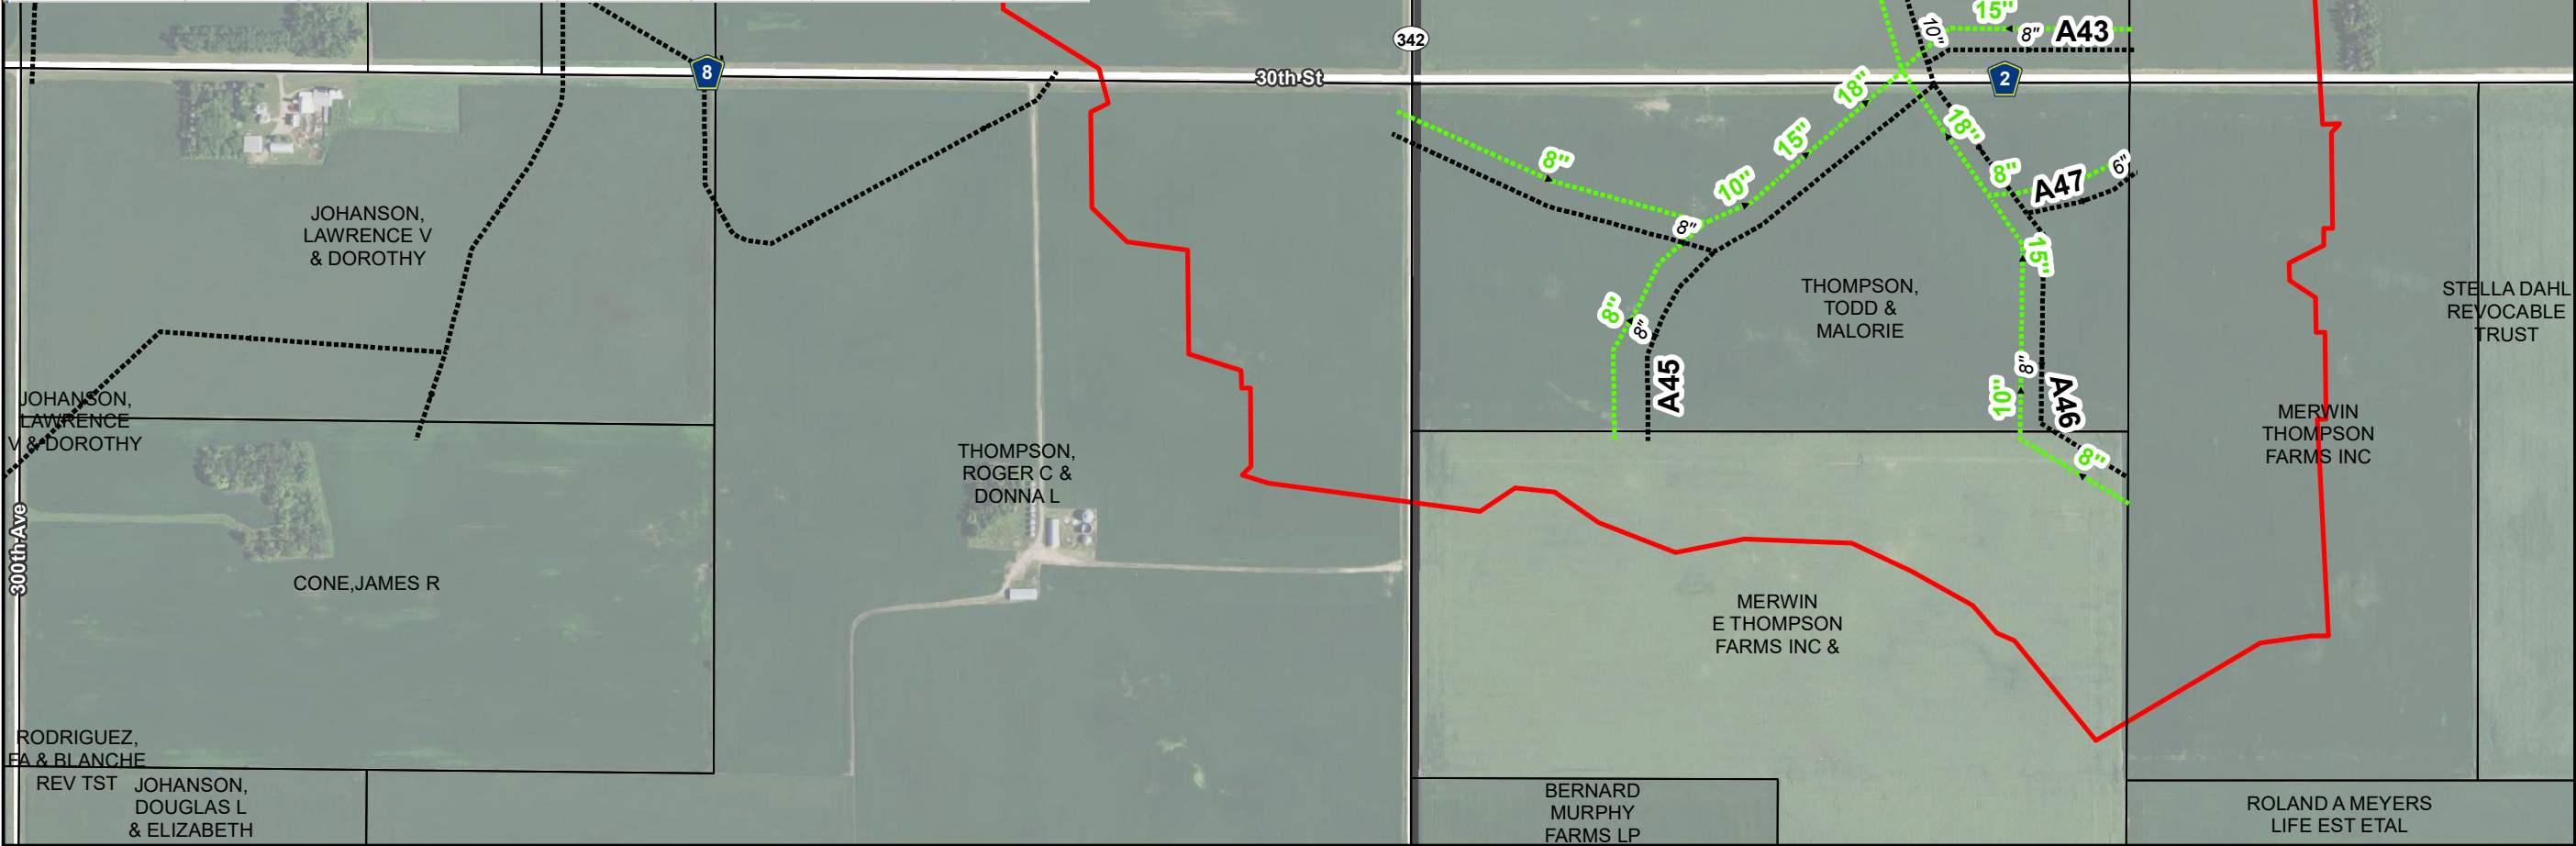 15"
10"
8"
A43
342
8
30th St
2
18"
18"
15"
8"
8"
A47
6"
10"
JOHANSON,
LAWRENCE V
& DOROTHY
8"
15"
THOMPSON,
TODD &
MALORIE
STELLA DAHL
REVOCABLE
TRUST
8"
8"
A45
8"
10"
A46
JOHANSON,
LAWRENCE
V & DOROTHY
MERWIN
THOMPSON
FARMS INC
THOMPSON,
ROGER C &
DONNA L
8"
300th Ave
CONE,JAMES R
MERWIN
E THOMPSON
FARMS INC &
RODRIGUEZ,
FA & BLANCHE
REV TST
JOHANSON,
DOUGLAS L
& ELIZABETH
BERNARD
MURPHY
FARMS LP
ROLAND A MEYERS
LIFE EST ETAL